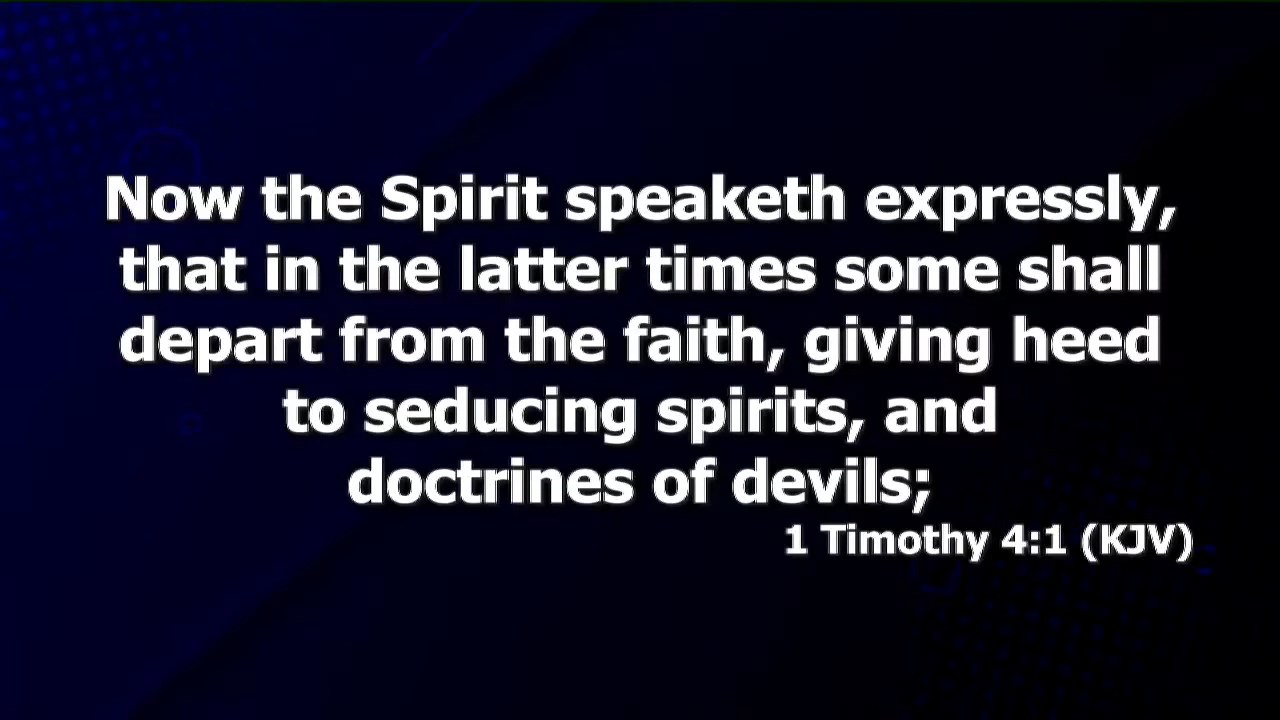 Now the Spirit speaketh expressly,
that in the latter times some shall
depart from the faith, giving heed
to seducing spirits, and
doctrines of devils;
1 Timothy 4:1 (KJV)